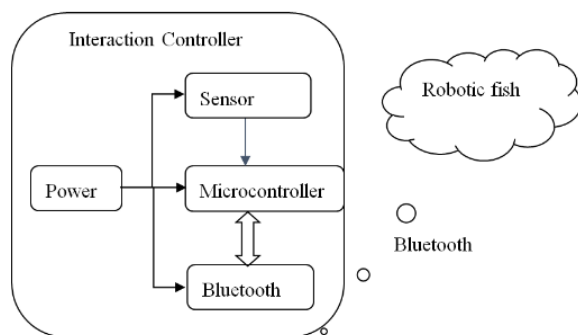 Interaction Controller
Sensor
Robotic fish
Power
Microcontroller
Bluetooth
Bluetooth